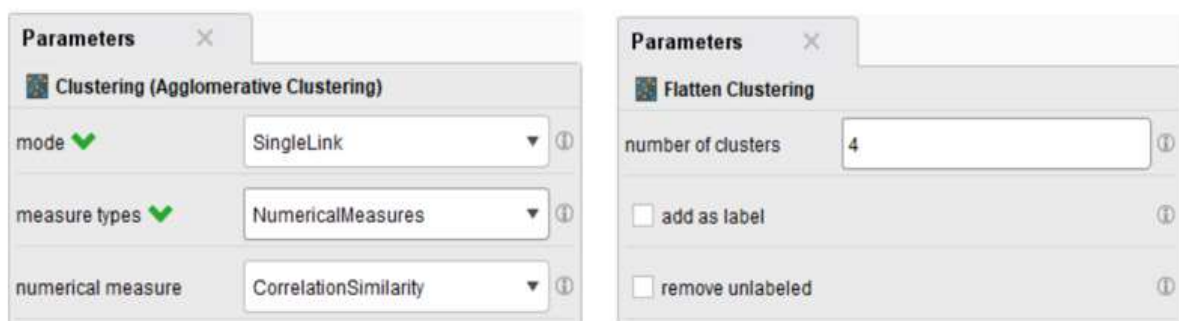 Parameters
Clustering (Agglomerative Clustering)
mode SingleLink
measure types NumericalMeasures
numerical measure CorrelationSimilarity
Parameters
Flatten Clustering
number of clusters 4
add as label
remove unlabeled